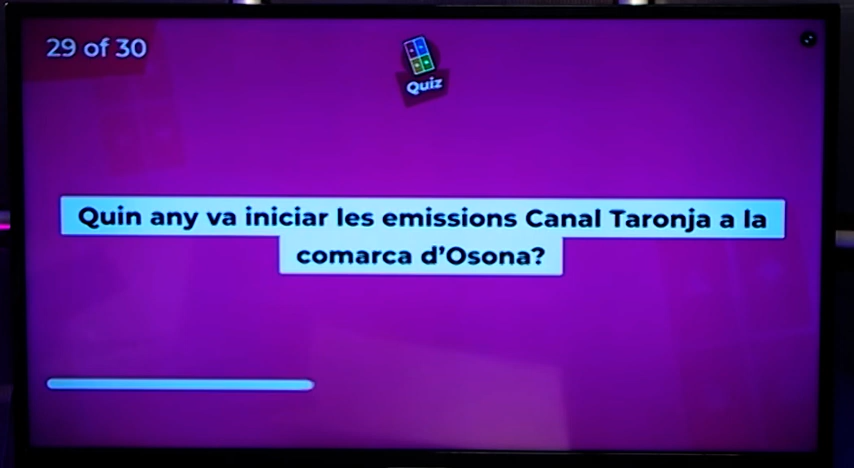 29 of 30
Quiz
Quin any va iniciar les emissions Canal Taronja a la
comarca d’Osona?